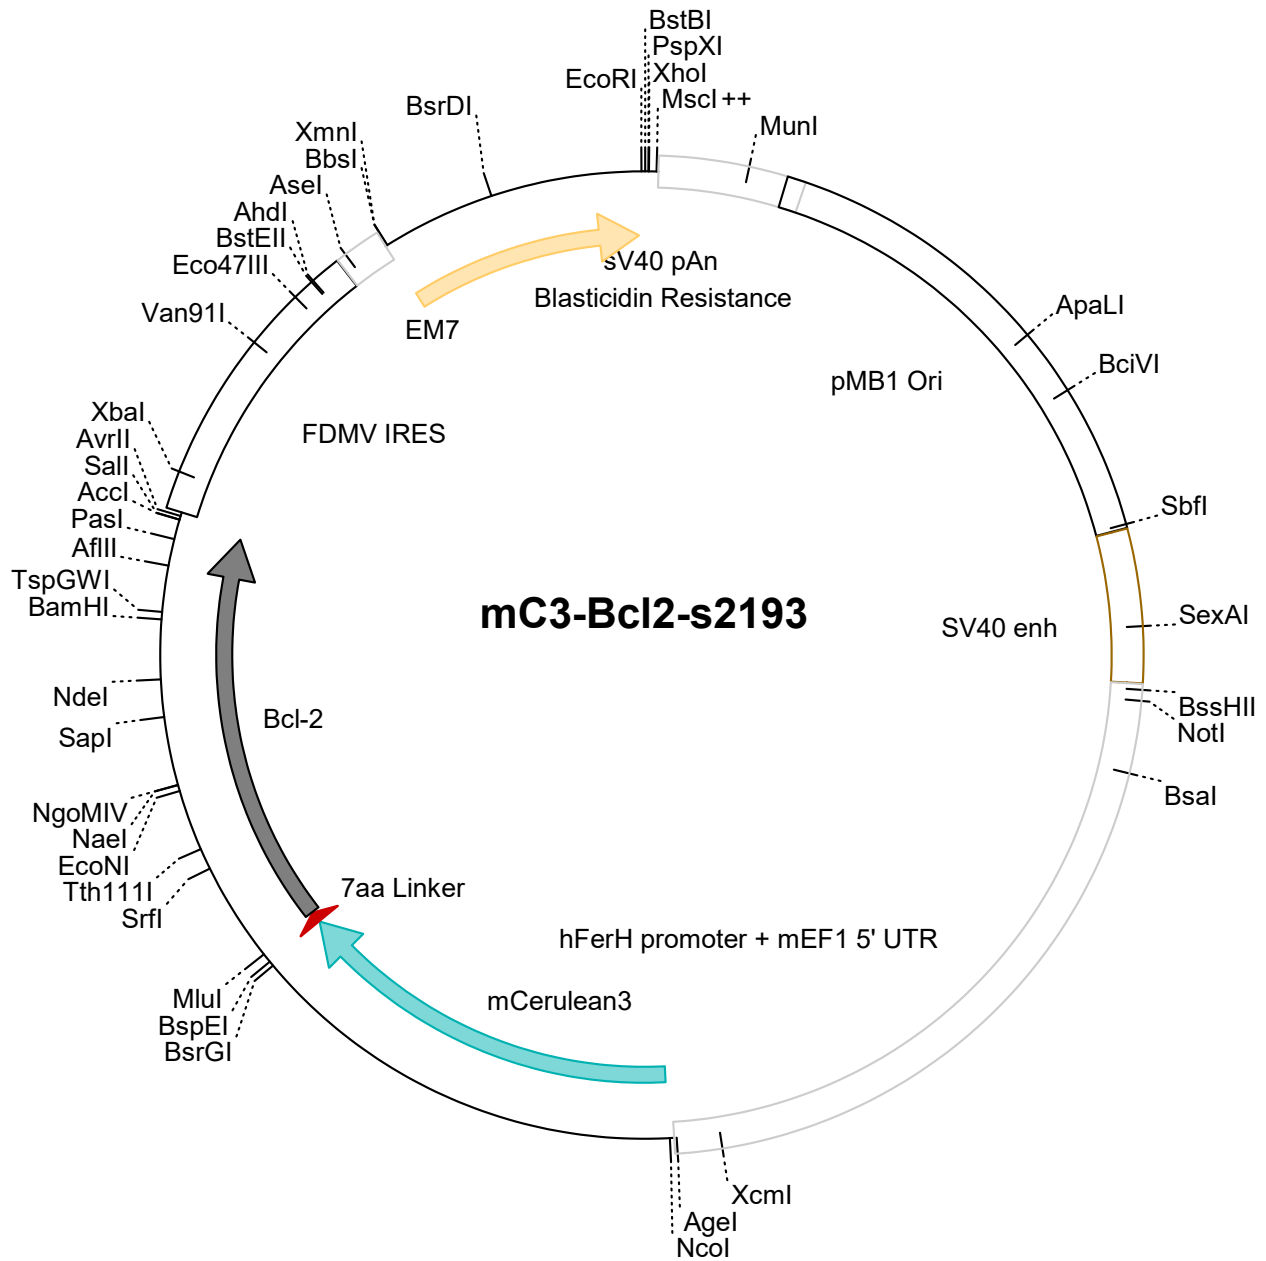 BstBI
PspXI
EcoRI
XhoI
MscI ++
BsrDI
MunI
XmnI
BbsI
AseI
AhdI
BstEII
Eco47III
sV40 pAn
Blasticidin Resistance
Van91I
EM7
ApaLI
BciVI
pMB1 Ori
XbaI
AvrII
FDMV IRES
SalI
AccI
PasI
SbfI
AflII
TspGWI
BamHI
mC3-Bcl2-s2193
SV40 enh
SexAI
NdeI
BssHII
Bcl-2
NotI
SapI
BsaI
NgoMIV
NaeI
EcoNI
Tth111I
7aa Linker
SrfI
hFerH promoter + mEF1 5' UTR
MluI
mCerulean3
BspEI
BsrGI
XcmI
AgeI
NcoI